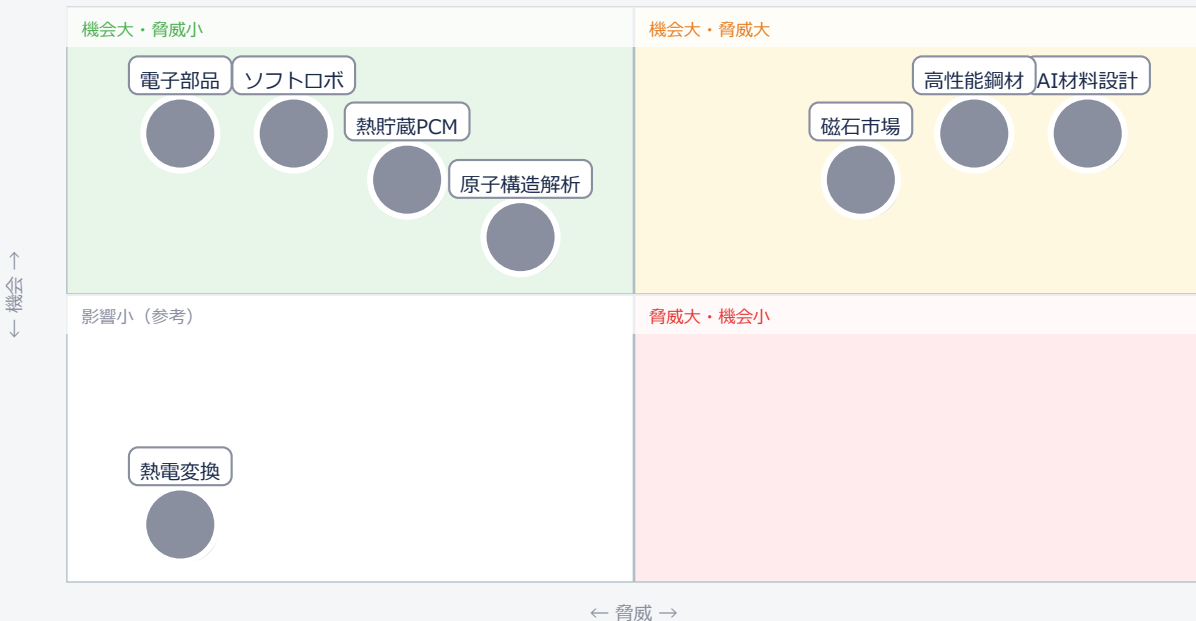 機会大・脅威小
機会大・脅威大
電子部品
ソフトロボ
高性能鋼材
AI材料設計
熱貯蔵PCM
磁石市場
原子構造解析
← 機会 →
影響小（参考）
脅威大・機会小
熱電変換
← 脅威 →